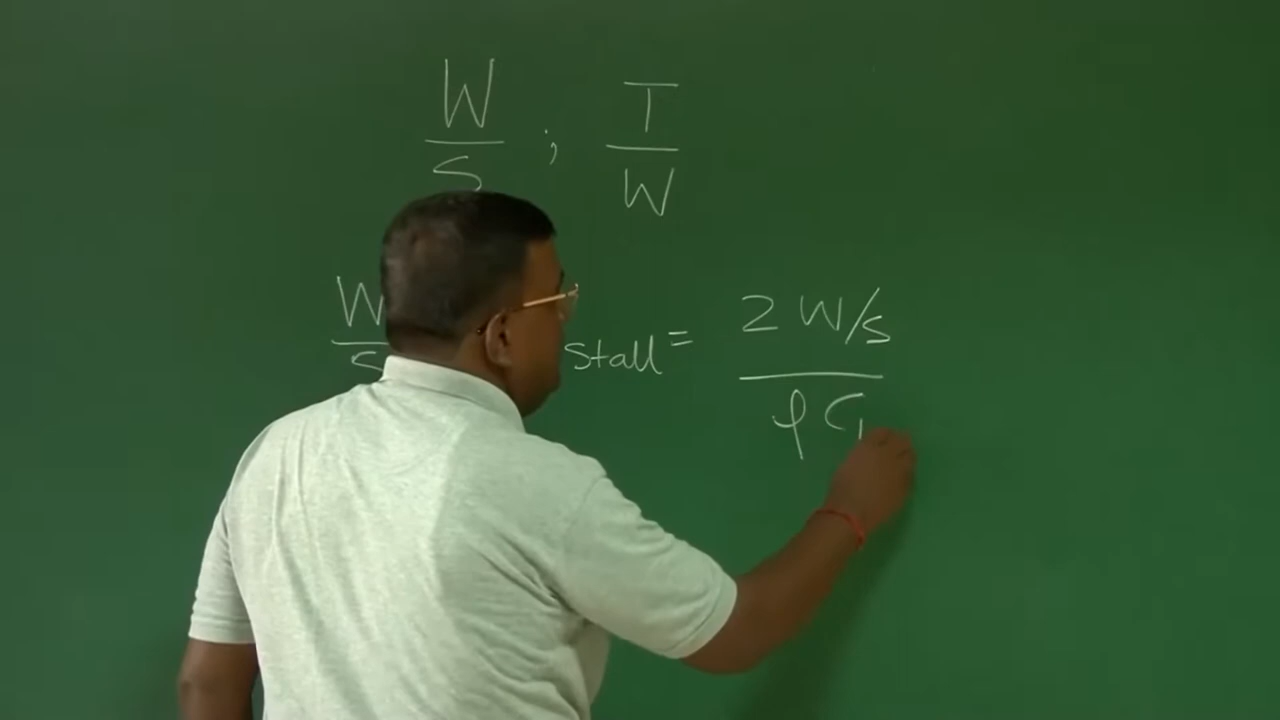 W/S ; T/W
W/S Stall = 2 W/S / ρ C